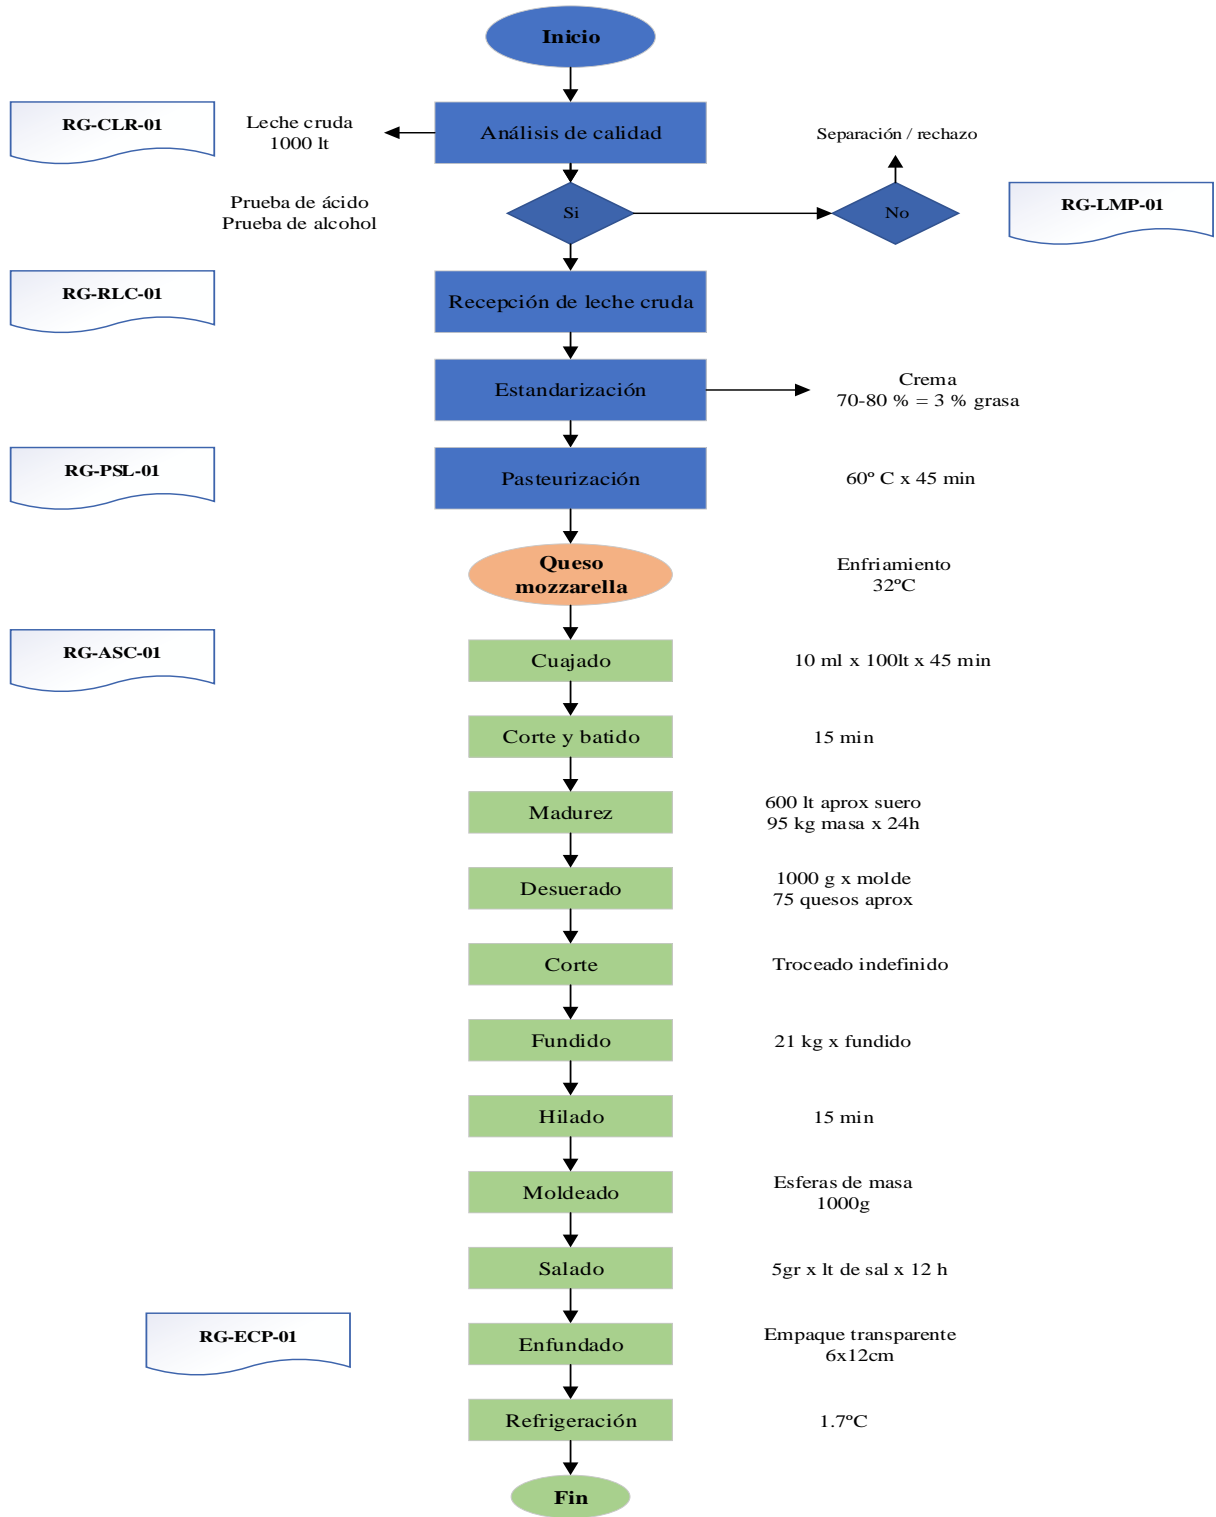 Inicio
RG-CLR-01
Leche cruda
1000 lt
Análisis de calidad
Separación / rechazo
Prueba de ácido
Prueba de alcohol
Si
No
RG-LMP-01
RG-RLC-01
Recepción de leche cruda
Estandarización
Crema
70-80 % = 3 % grasa
RG-PSL-01
Pasteurización
60º C x 45 min
Queso
mozzarella
Enfriamiento
32ºC
RG-ASC-01
Cuajado
10 ml x 100lt x 45 min
Corte y batido
15 min
Madurez
600 lt aprox suero
95 kg masa x 24h
Desuerado
1000 g x molde
75 quesos aprox
Corte
Troceado indefinido
Fundido
21 kg x fundido
Hilado
15 min
Moldeado
Esferas de masa
1000g
Salado
5gr x lt de sal x 12 h
RG-ECP-01
Enfundado
Empaque transparente
6x12cm
Refrigeración
1.7ºC
Fin